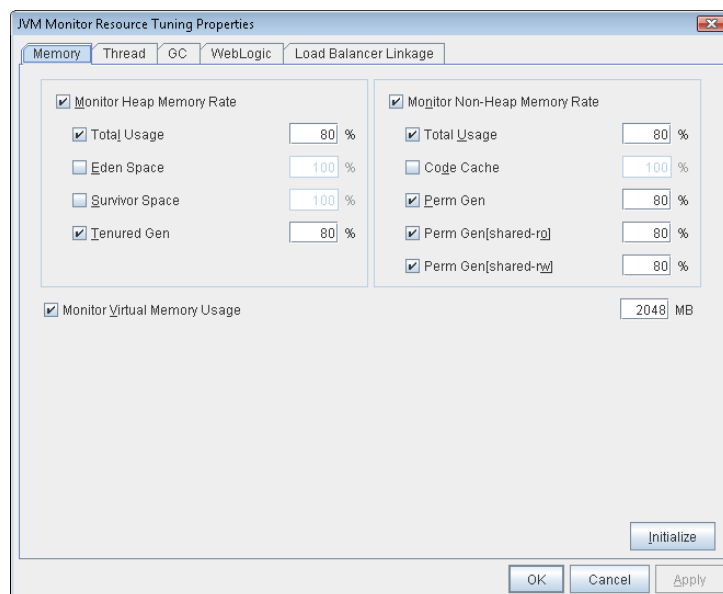 JVM Monitor Resource Tuning Properties
Memory Thread GC WebLogic Load Balancer Linkage
Monitor Heap Memory Rate
Total Usage 80 %
Eden Space 100 %
Survivor Space 100 %
Tenured Gen 80 %
Monitor Non-Heap Memory Rate
Total Usage 80 %
Code Cache 100 %
Perm Gen 80 %
Perm Gen[shared-ro] 80 %
Perm Gen[shared-rw] 80 %
Monitor Virtual Memory Usage 2048 MB
Initialize
OK Cancel Apply